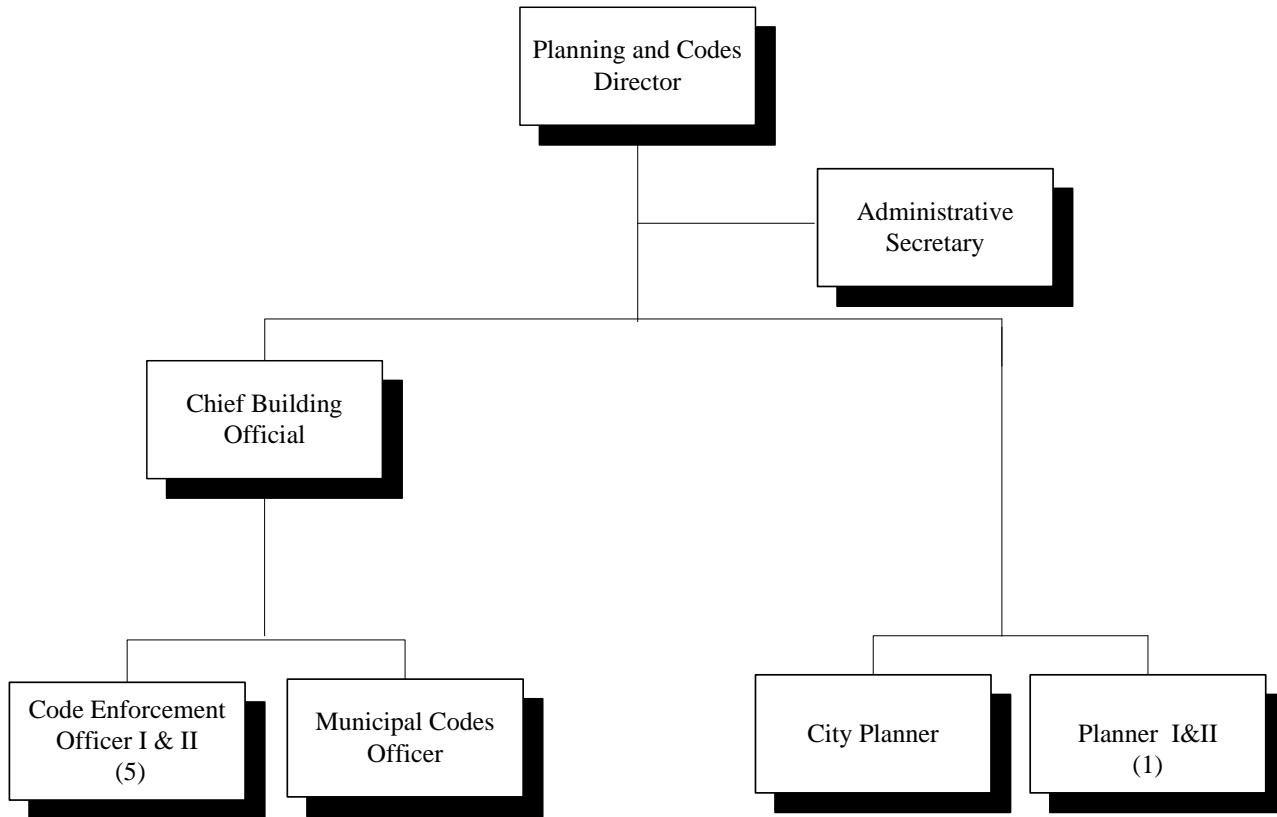 Planning and Codes
Director
Administrative
Secretary
Chief Building
Official
Code Enforcement
Officer I & II
(5)
Municipal Codes
Officer
City Planner
Planner I&II
(1)